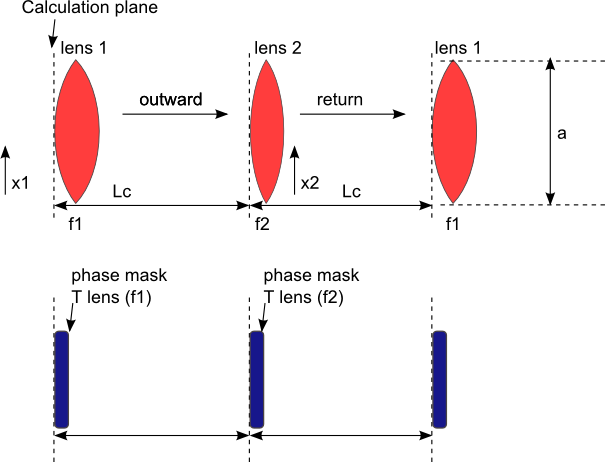 Calculation plane
lens 1
lens 2
lens 1
outward
return
a
x1
x2
Lc
Lc
f1
f2
f1
phase mask
T lens (f1)
phase mask
T lens (f2)